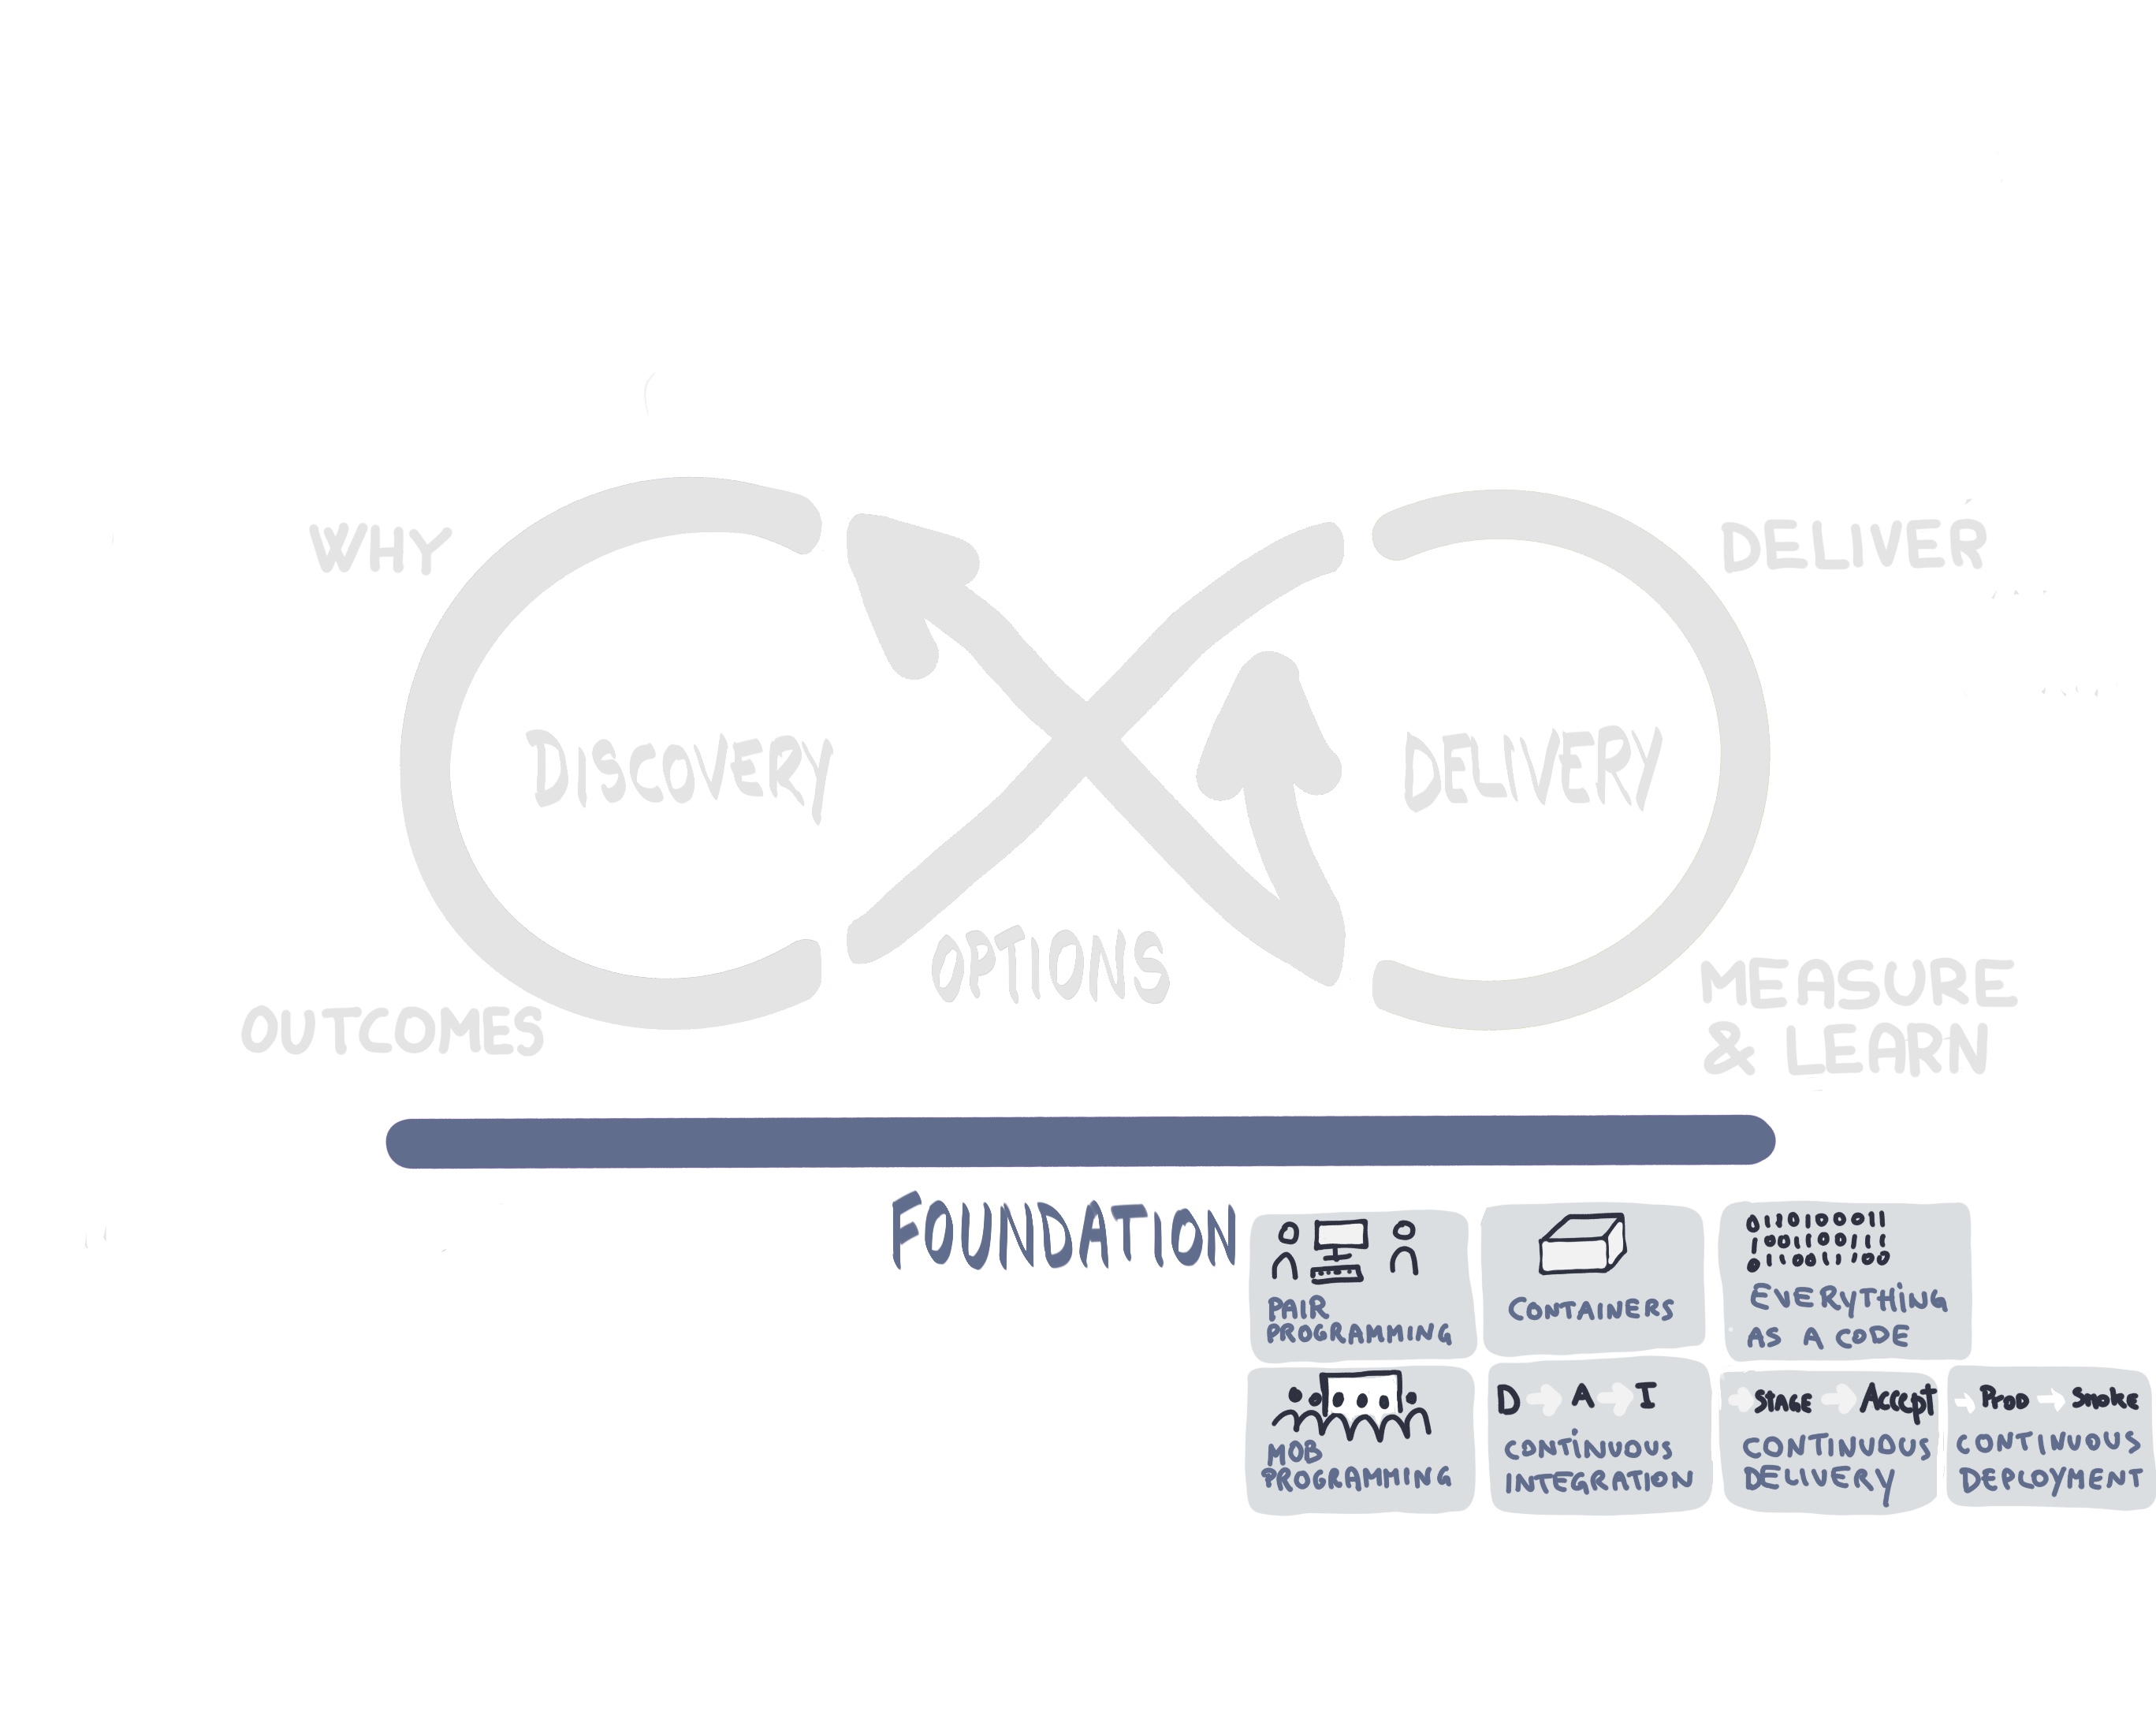 WHY
DELIVER
DISCOVERY
DELIVERY
OPTIONS
OUTCOMES
MEASURE
& LEARN
FOUNDATION
PAIR
PROGRAMMING
CONTAINERS
0110100011
1001100111
0110011110
EVERYTHING
AS A CODE
MOB
PROGRAMMING
D A I
CONTINUOUS
INTEGRATION
STAGE ACCEPT
CONTINUOUS
DELIVERY
PROD SMOKE
CONTINUOUS
DEPLOYMENT